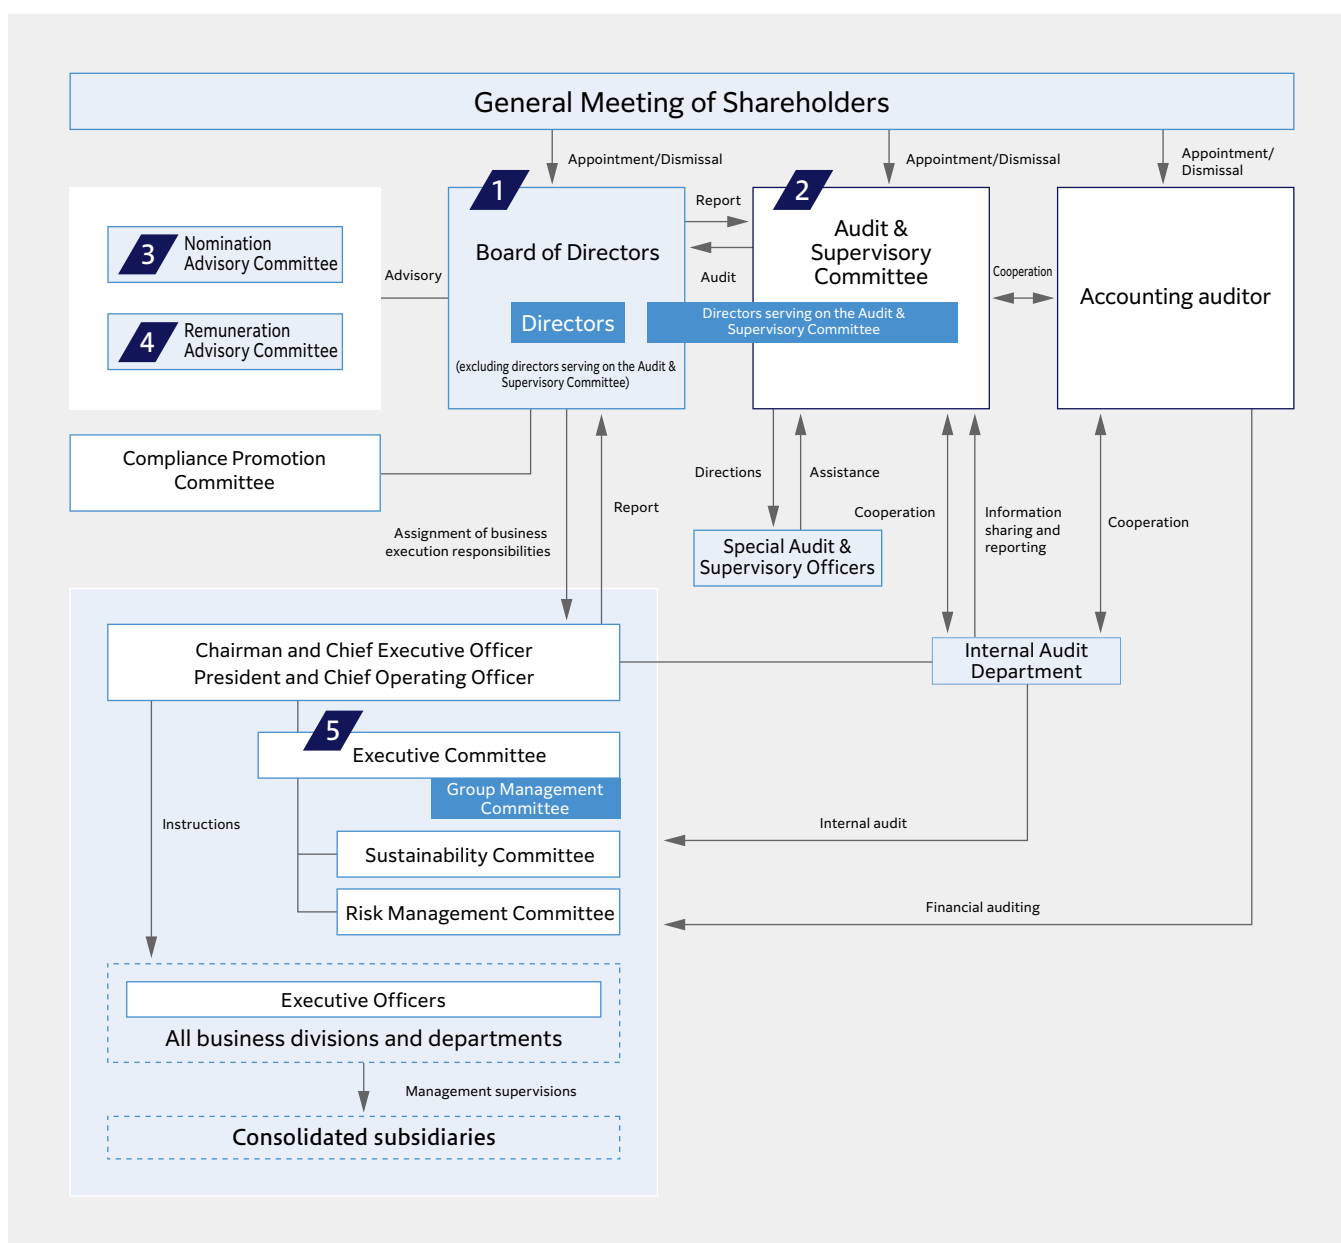 General Meeting of Shareholders
Appointment/Dismissal
Appointment/Dismissal
Appointment/
Dismissal
1
Board of Directors
Directors
(excluding directors serving on the Audit &
Supervisory Committee)
Report
Audit
2
Audit &
Supervisory
Committee
Directors serving on the Audit &
Supervisory Committee
Cooperation
Accounting auditor
3
Nomination
Advisory Committee
4
Remuneration
Advisory Committee
Advisory
Compliance Promotion
Committee
Assignment of business
execution responsibilities
Report
Directions
Assistance
Special Audit &
Supervisory Officers
Cooperation
Information
sharing and
reporting
Cooperation
Internal Audit
Department
Chairman and Chief Executive Officer
President and Chief Operating Officer
5
Executive Committee
Group Management
Committee
Instructions
Sustainability Committee
Risk Management Committee
Internal audit
Financial auditing
Executive Officers
All business divisions and departments
Management supervisions
Consolidated subsidiaries